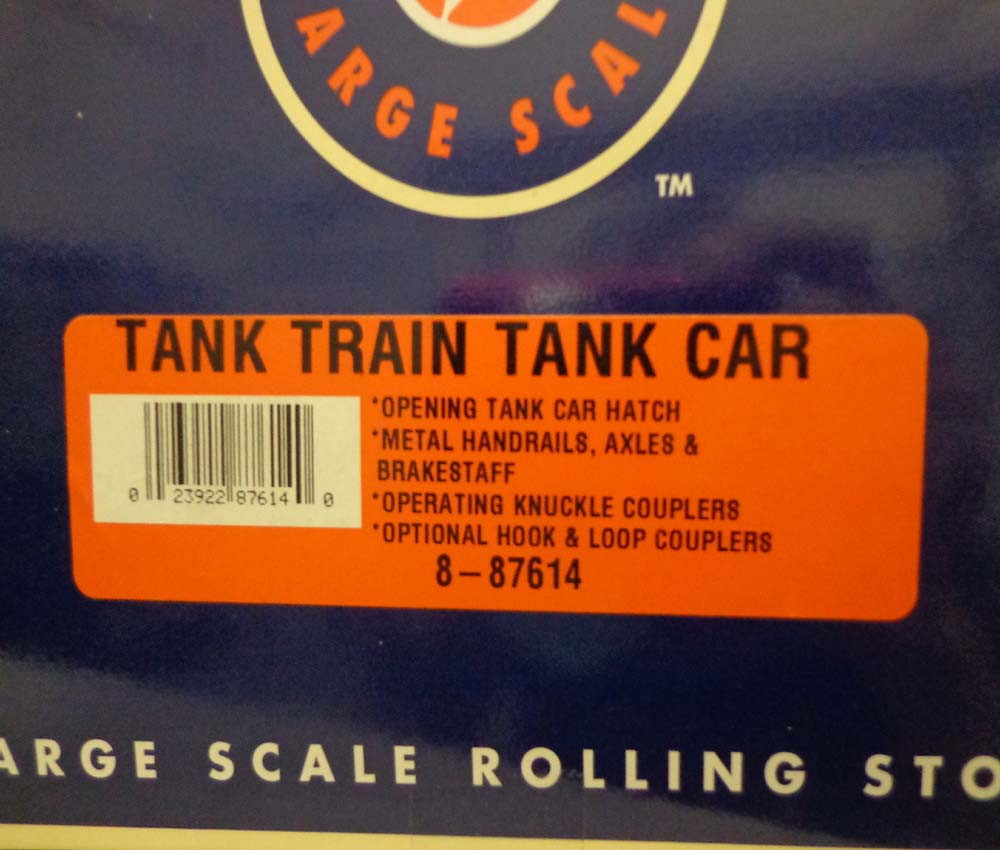 ARGE SCAL
TM
TANK TRAIN TANK CAR
*OPENING TANK CAR HATCH
*METAL HANDRAILS, AXLES &
BRAKESTAFF
*OPERATING KNUCKLE COUPLERS
*OPTIONAL HOOK & LOOP COUPLERS
8-87614
0 23922 87614 0
ARGE SCALE ROLLING STO